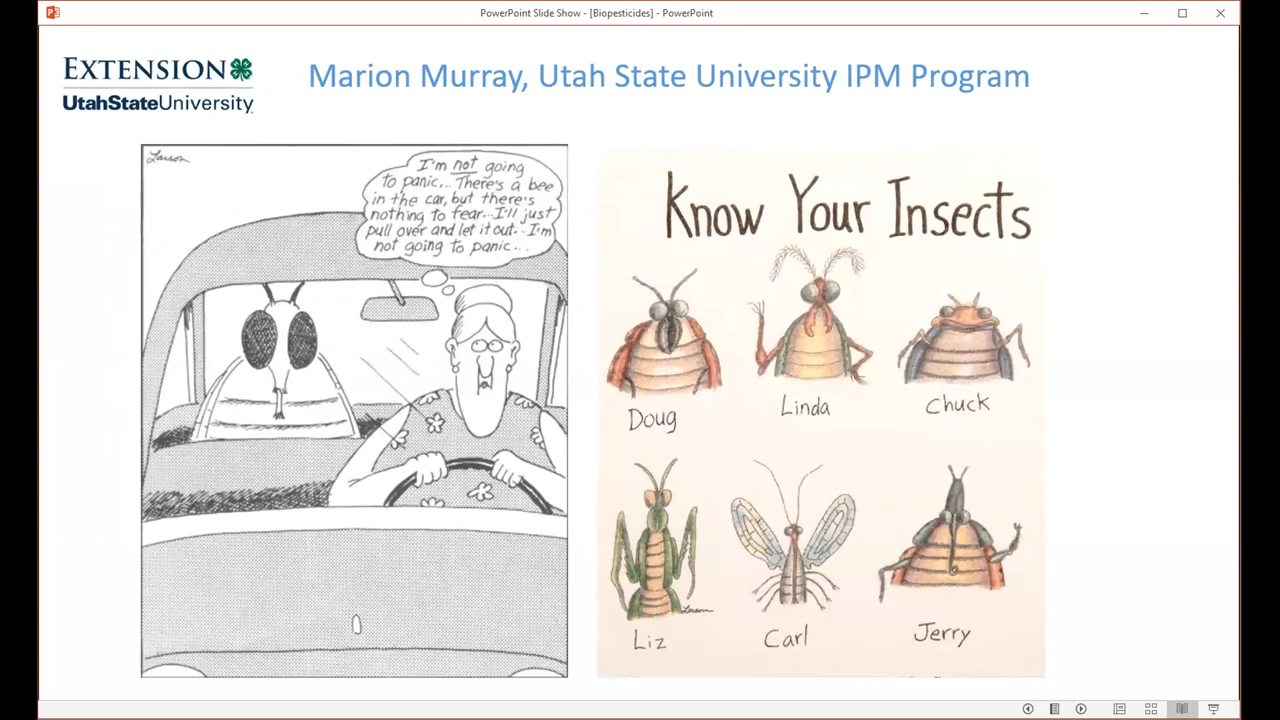 PowerPoint Slide Show - [Biopesticides] - PowerPoint
EXTENSION
UtahStateUniversity
Marion Murray, Utah State University IPM Program
Larson
I'm not going
to panic... There's a bee
in the car, but there's
nothing to fear...I'll just
pull over and let it out...I'm
not going to panic...
Know Your Insects
Doug
Linda
Chuck
Larson
Liz
Carl
Jerry